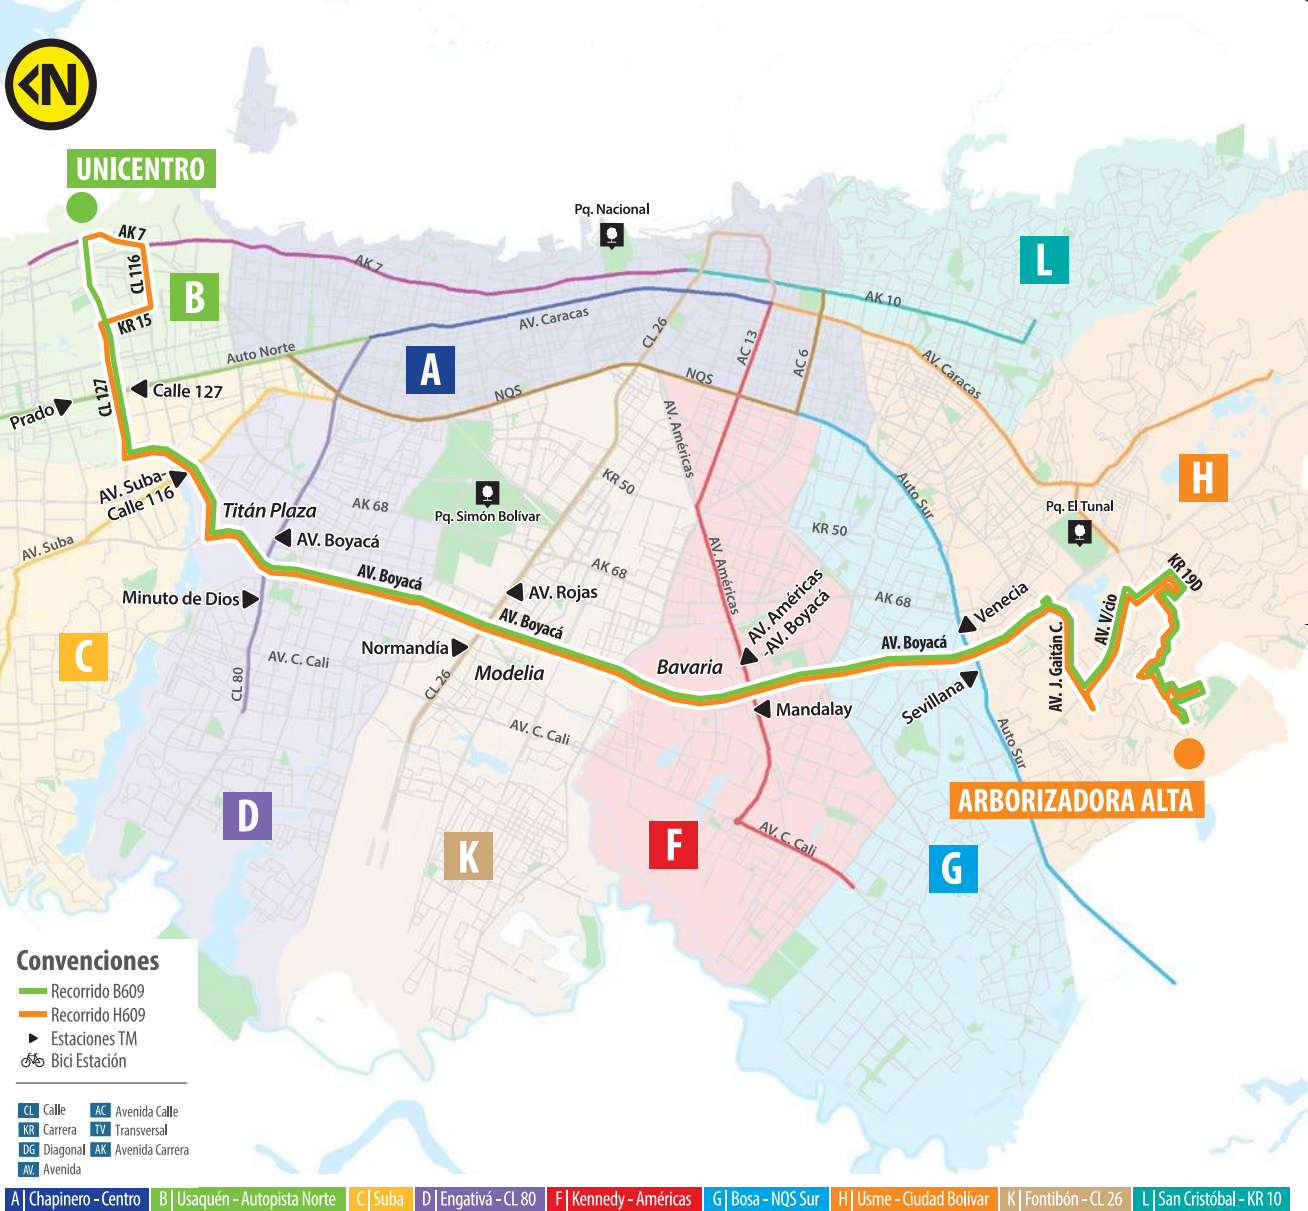 <N
UNICENTRO
AK 7
CL 116
KR 15
B
Pq. Nacional
L
AK 7
AK 10
AV. Caracas
CL 26
AC 13
AC 6
Auto Norte
A
NQS
NQS
AV. Caracas
Calle 127
CL 127
Prado
AV. Américas
AV. Suba-
Calle 116
Titán Plaza
AK 68
Pq. Simón Bolívar
KR 50
Auto Sur
H
Pq. El Tunal
KR 50
AV. Suba
AV. Boyacá
AV. Boyacá
AK 68
AV. Américas
AV. Américas
-AV. Boyacá
KR 19D
Minuto de Dios
AV. Rojas
AV. Boyacá
AK 68
Venecia
AV. V/cio
AV. J. Gaitán C.
C
AV. C. Cali
CL 80
Normandía
Modelia
Bavaria
AV. Boyacá
CL 26
Sevillana
Mandalay
AV. C. Cali
Auto Sur
ARBORIZADORA ALTA
D
K
F
AV. C. Cali
G
Convenciones
Recorrido B609
Recorrido H609
Estaciones TM
Bici Estación
CL Calle
AC Avenida Calle
KR Carrera
TV Transversal
DG Diagonal
AK Avenida Carrera
AV. Avenida
A | Chapinero - Centro
B | Usaquén - Autopista Norte
C | Suba
D | Engativá - CL 80
F | Kennedy - Américas
G | Bosa - NQS Sur
H | Usme - Ciudad Bolívar
K | Fontibón - CL 26
L | San Cristóbal - KR 10